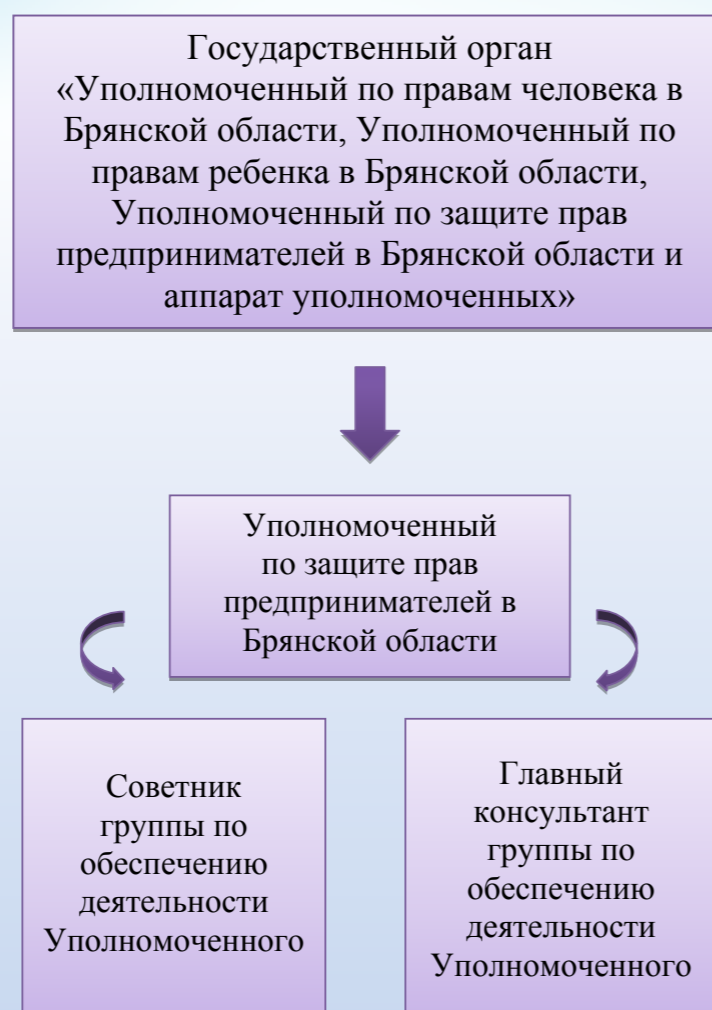 Государственный орган
«Уполномоченный по правам человека в
Брянской области, Уполномоченный по
правам ребенка в Брянской области,
Уполномоченный по защите прав
предпринимателей в Брянской области и
аппарат уполномоченных»
Уполномоченный
по защите прав
предпринимателей в
Брянской области
Советник
группы по
обеспечению
деятельности
Уполномоченного
Главный
консультант
группы по
обеспечению
деятельности
Уполномоченного